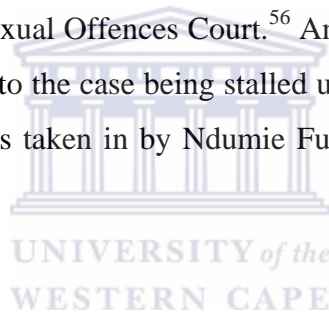 xual Offences Court.56 Ar
to the case being stalled u
s taken in by Ndumie Fu
UNIVERSITY of the
WESTERN CAPE